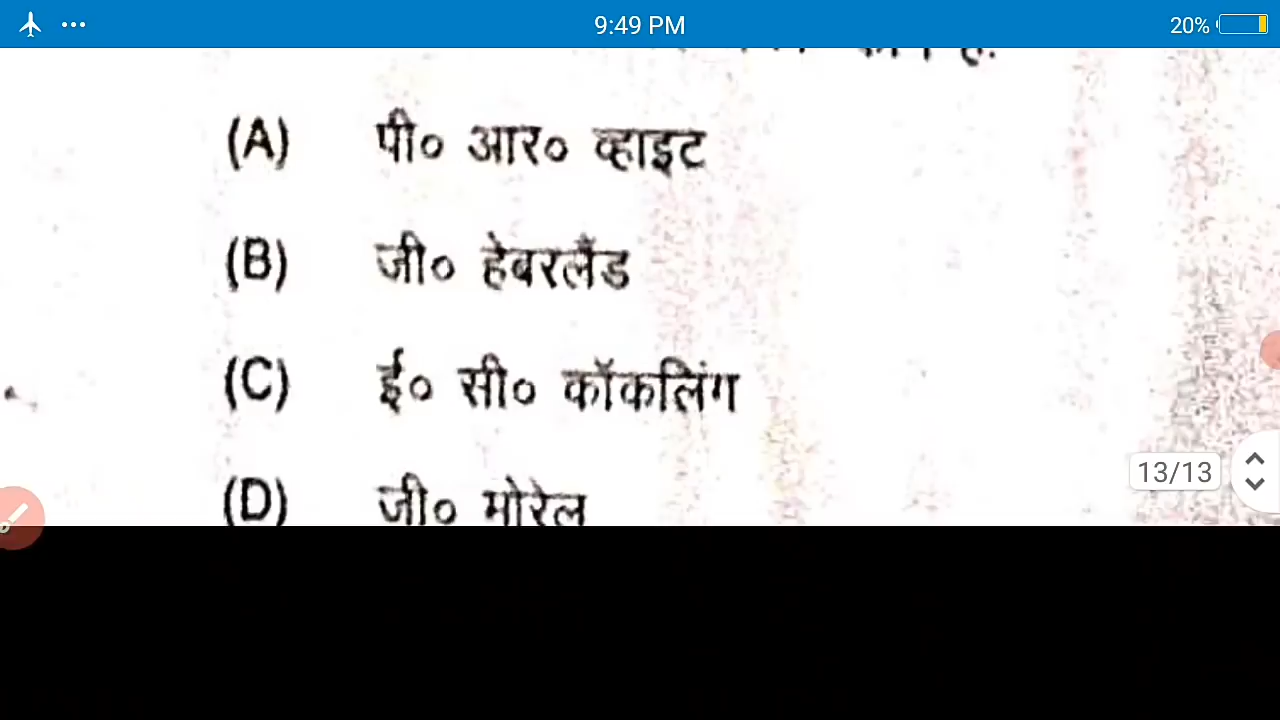 9:49 PM
20%
(A) पी० आर० व्हाइट
(B) जी० हेबरलैंड
(C) ई० सी० कॉकलिंग
13/13
(D) जी० मोरेल